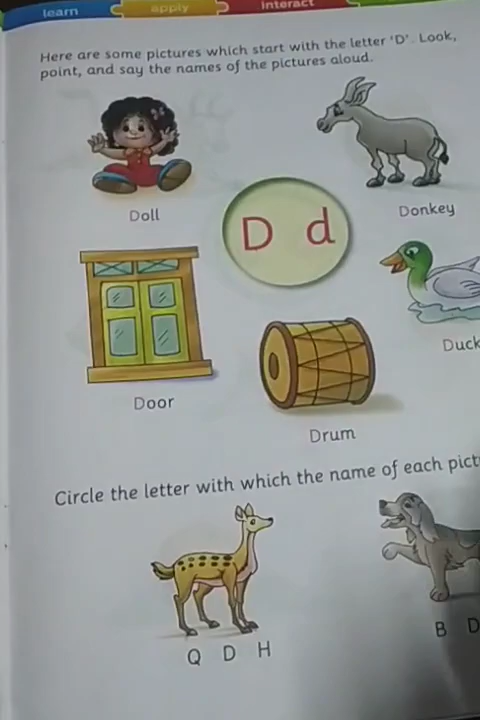 learn apply interact
Here are some pictures which start with the letter 'D'. Look,
point, and say the names of the pictures aloud.
Doll
Donkey
D d
Door
Duck
Drum
Circle the letter with which the name of each
Q D H
B D